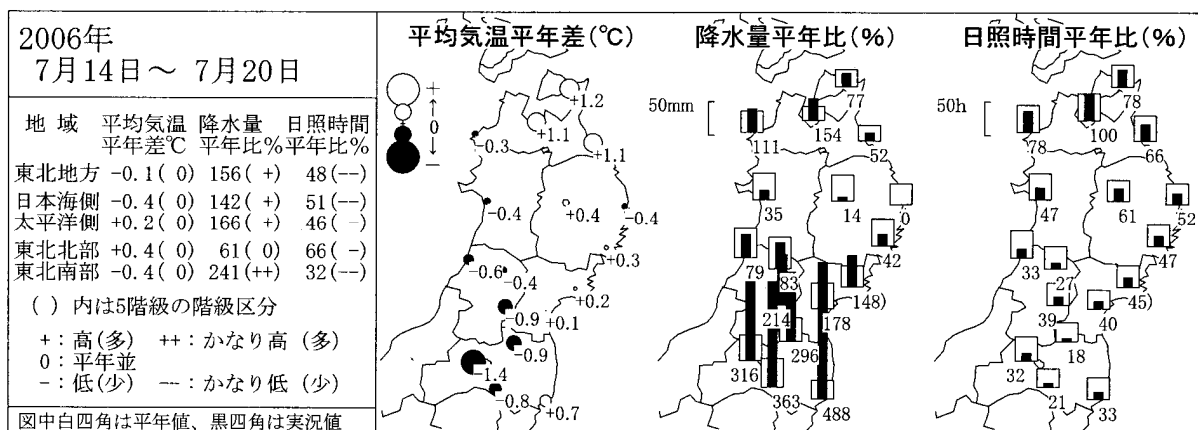 2006年
7月14日～ 7月20日
地 域 平均気温 降水量 日照時間
平年差℃ 平年比% 平年比%
東北地方 -0.1( 0) 156( +) 48(--)
日本海側 -0.4( 0) 142( +) 51(--)
太平洋側 +0.2( 0) 166( +) 46( -)
東北北部 +0.4( 0) 61( 0) 66( -)
東北南部 -0.4( 0) 241(++) 32(--)
( ) 内は5階級の階級区分
+：高(多) ++：かなり高 (多)
0：平年並
-：低(少) --：かなり低 (少)
図中白四角は平年値、黒四角は実況値
平均気温平年差(℃)
+
↑
0
↓
-
+1.2
+1.1
-0.3
+1.1
-0.4
+0.4
-0.4
+0.3
-0.6
-0.4
+0.2
-0.9
+0.1
-0.9
-1.4
-0.8
+0.7
降水量平年比(%)
50mm
77
154
111
52
35
14
0
42
79
83
148)
214
178
296
316
363
488
日照時間平年比(%)
50h
78
100
78
66
47
61
52
47
33
27
45)
39
40
18
32
21
33